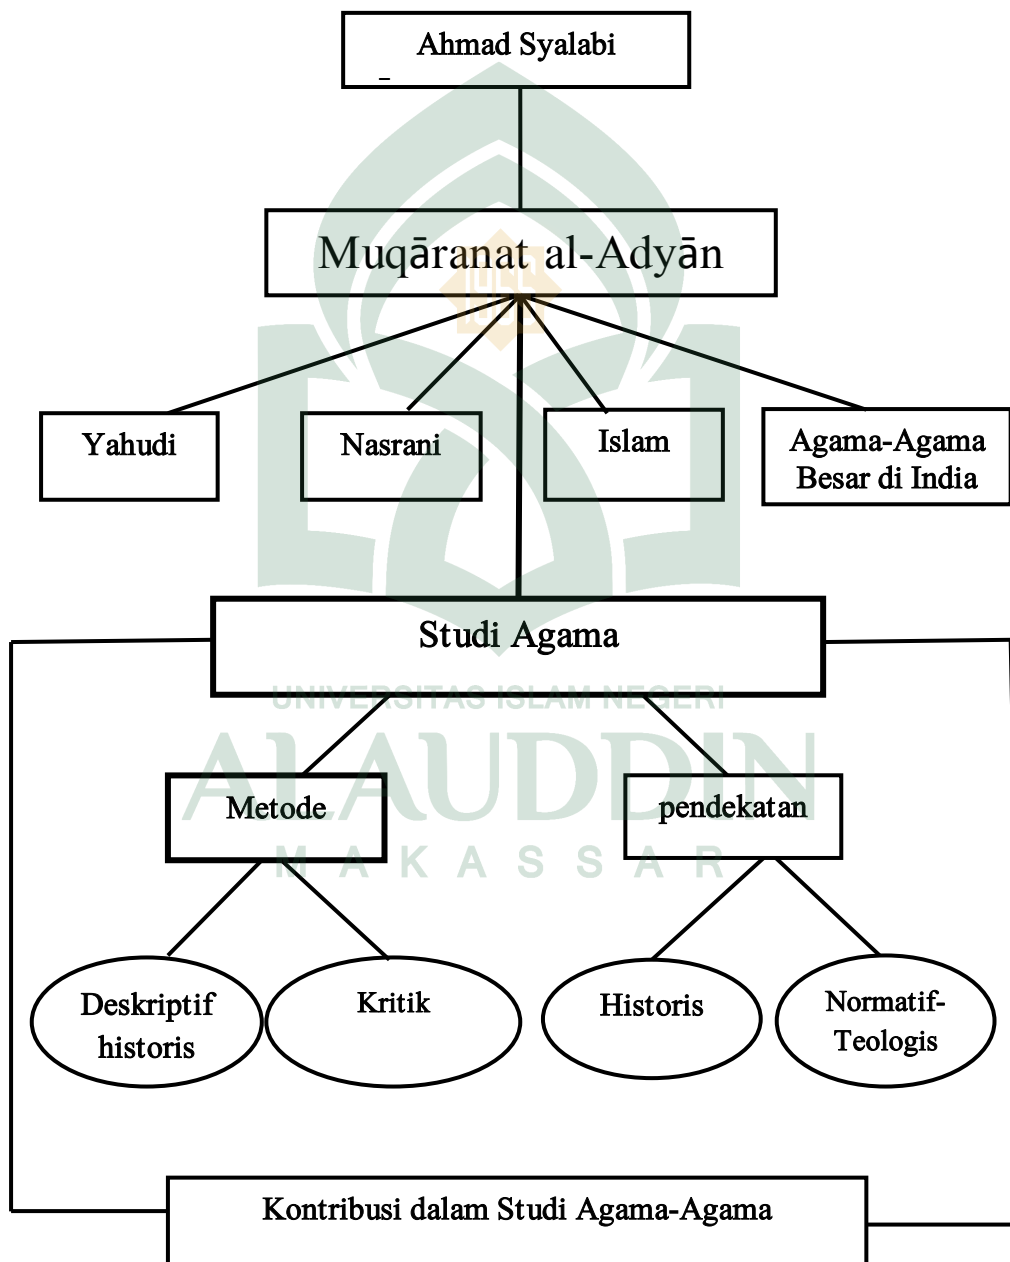 Ahmad Syalabi
Muqāranat al-Adyān
Yahudi
Nasrani
Islam
Agama-Agama
Besar di India
Studi Agama
UNIVERSITAS ISLAM NEGERI
ALAUDDIN
MAKASSAR
Metode
pendekatan
Deskriptif
historis
Kritik
Historis
Normatif-
Teologis
Kontribusi dalam Studi Agama-Agama